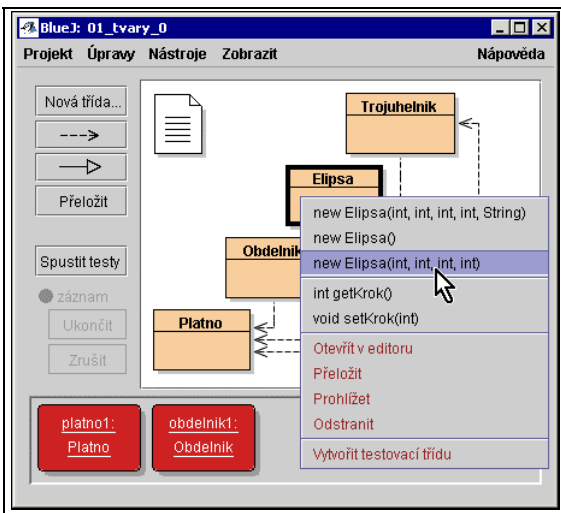 BlueJ: 01_tvary_0
Projekt Úpravy Nástroje Zobrazit Nápověda
Nová třída...
Přeložit
Spustit testy
záznam
Ukončit
Zrušit
Trojuhelnik
Elipsa
Obdelnik
Platno
new Elipsa(int, int, int, int, String)
new Elipsa()
new Elipsa(int, int, int, int)
int getKrok()
void setKrok(int)
Otevřít v editoru
Přeložit
Prohlížet
Odstranit
Vytvořit testovací třídu
platno1:
Platno
obdelnik1:
Obdelnik